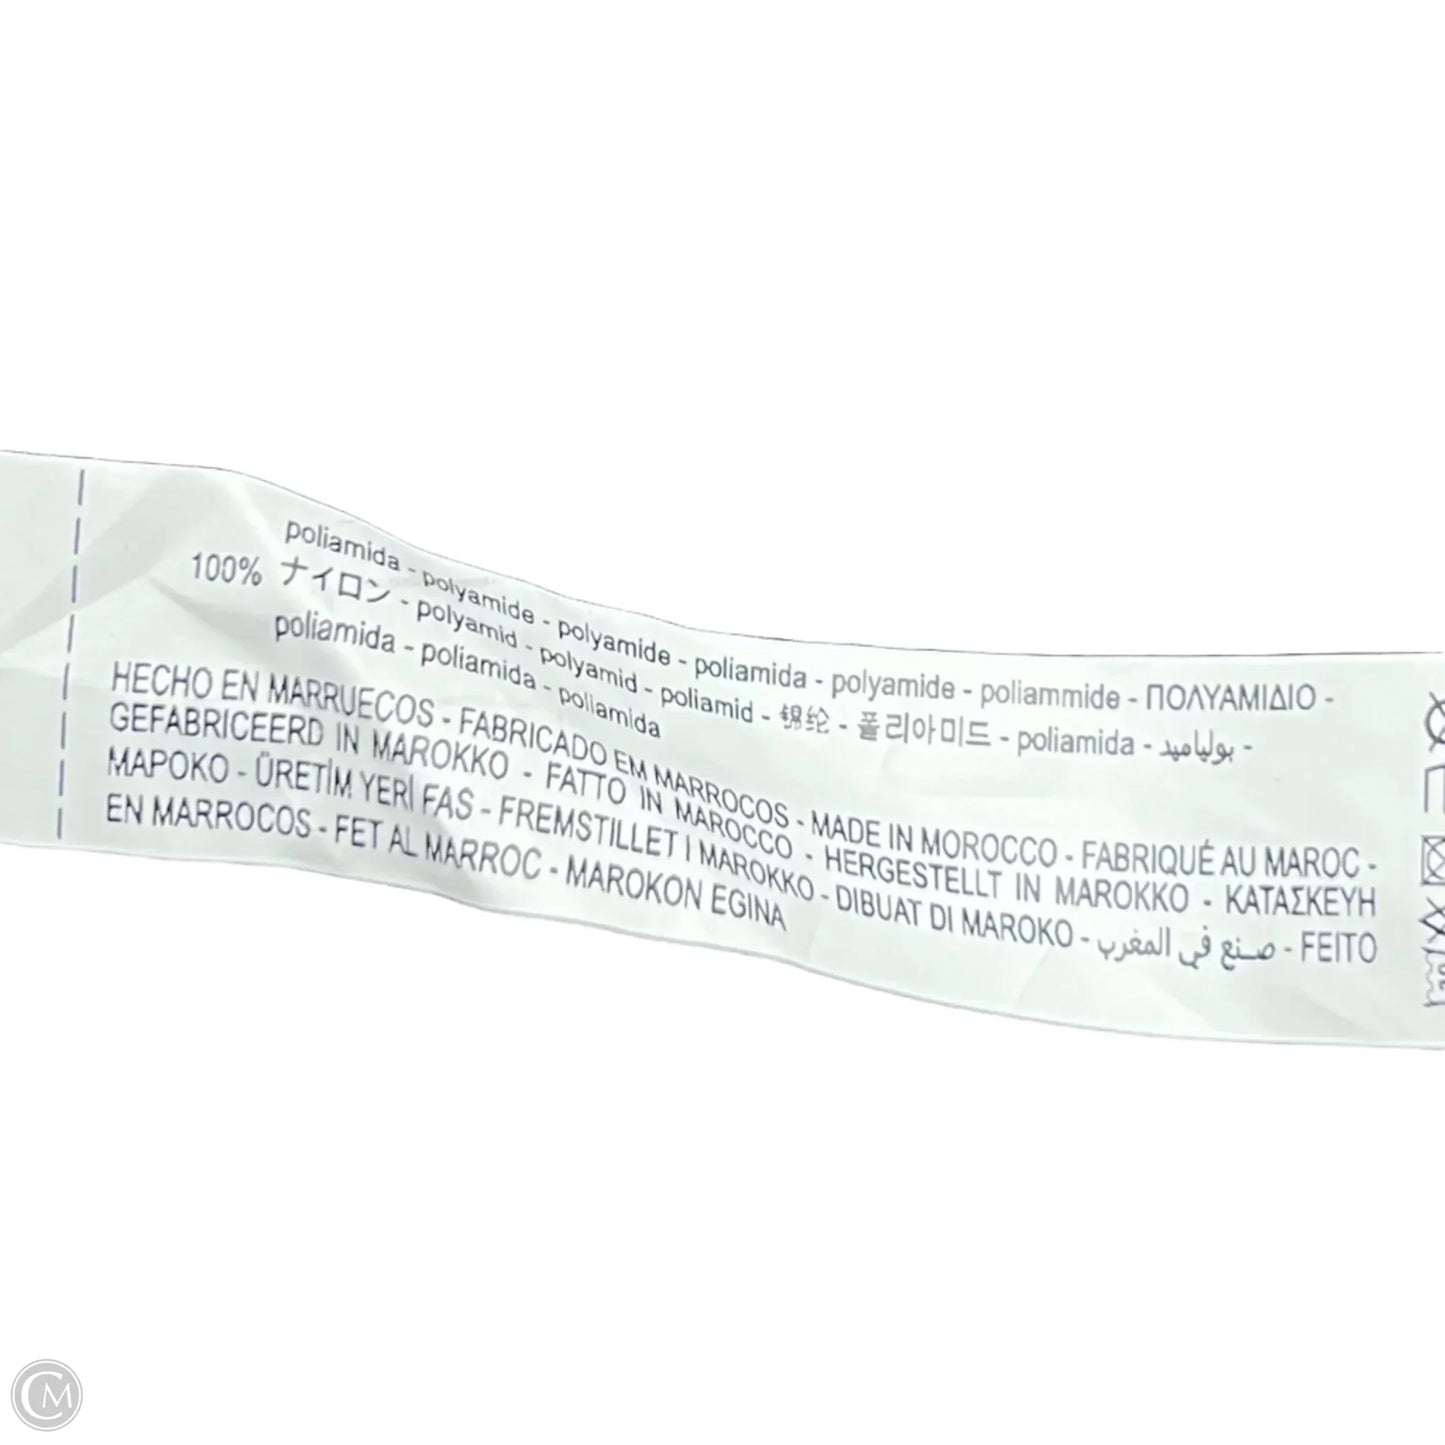 poliamida - polyamide - polyamide - poliamida - polyamide - poliammide - ΠΟΛΥΑΜΙΔΙΟ -
100% ナイロン - polyamid - polyamid - poliamid - 锦纶 - 폴리아미드 - poliamida - بولياميد -
poliamida - poliamida - poliamida
HECHO EN MARRUECOS - FABRICADO EM MARROCOS - MADE IN MOROCCO - FABRIQUÉ AU MAROC -
GEFABRICEERD IN MAROKKO - FATTO IN MAROCCO - HERGESTELLT IN MAROKKO - ΚΑΤΑΣΚΕΥΗ
ΜΑΡΟΚΟ - ÜRETİM YERİ FAS - FREMSTILLET I MAROKKO - DIBUAT DI MAROKO - صنع في المغرب - FEITO
EN MARROCOS - FET AL MARROC - MAROKON EGINA
CM